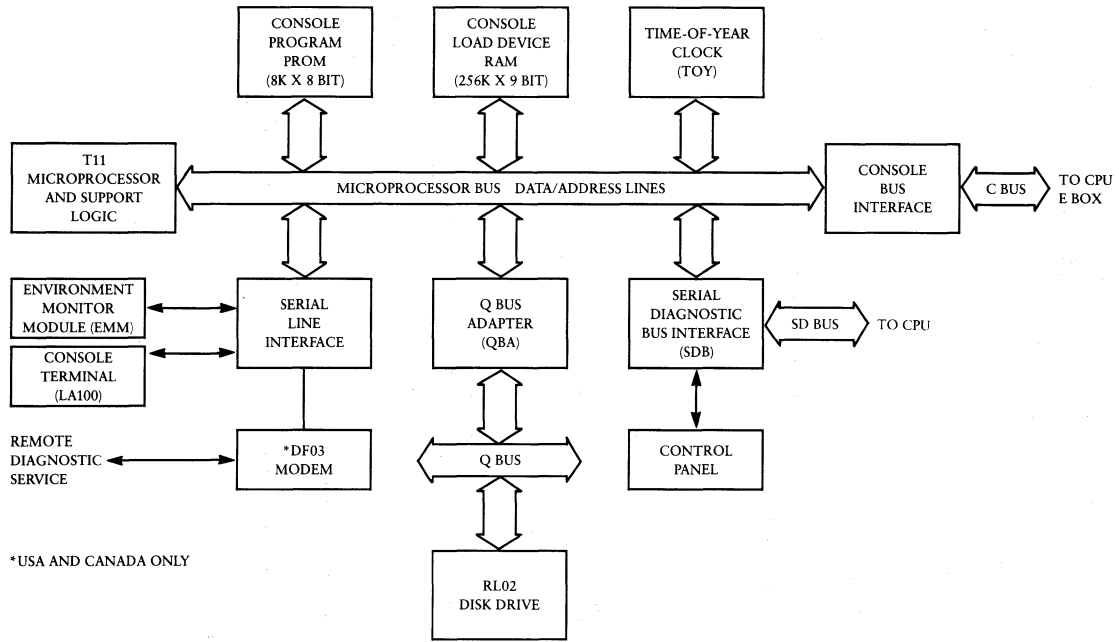 CONSOLE
PROGRAM
PROM
(8K X 8 BIT)
CONSOLE
LOAD DEVICE
RAM
(256K X 9 BIT)
TIME-OF-YEAR
CLOCK
(TOY)
T11
MICROPROCESSOR
AND SUPPORT
LOGIC
MICROPROCESSOR BUS DATA/ADDRESS LINES
CONSOLE
BUS
INTERFACE
C BUS
TO CPU
E BOX
ENVIRONMENT
MONITOR
MODULE (EMM)
CONSOLE
TERMINAL
(LA100)
SERIAL
LINE
INTERFACE
Q BUS
ADAPTER
(QBA)
SERIAL
DIAGNOSTIC
BUS INTERFACE
(SDB)
SD BUS
TO CPU
REMOTE
DIAGNOSTIC
SERVICE
*DF03
MODEM
Q BUS
CONTROL
PANEL
*USA AND CANADA ONLY
RL02
DISK DRIVE